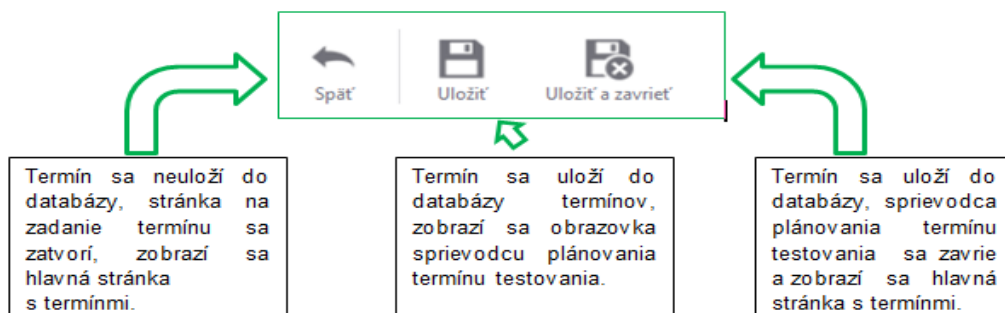 Späť
Uložiť
Uložiť a zavrieť
Termín sa neuloží do
databázy, stránka na
zadanie termínu sa
zatvorí, zobrazí sa
hlavná stránka
s termínmi.
Termín sa uloží do
databázy termínov,
zobrazí sa obrazovka
sprievodcu plánovania
termínu testovania.
Termín sa uloží do
databázy, sprievodca
plánovania termínu
testovania sa zavrie
a zobrazí sa hlavná
stránka s termínmi.